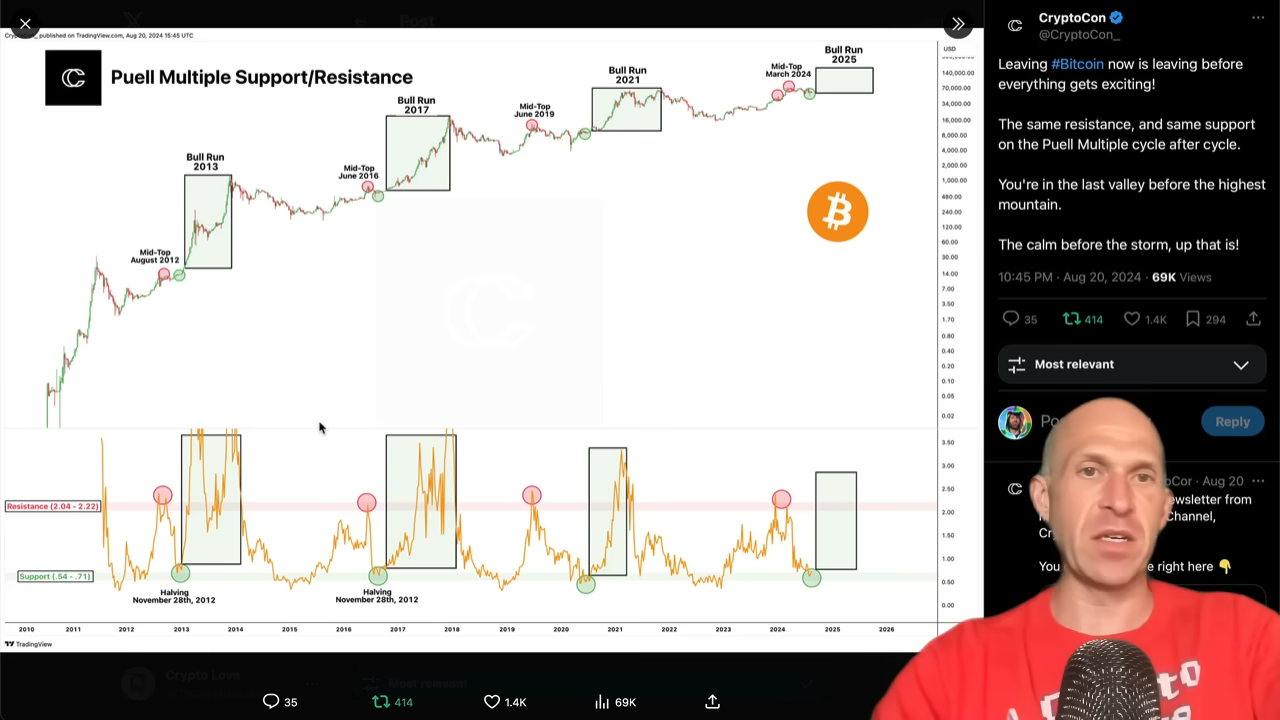 Post
published on TradingView.com, Aug 20, 2024 15:45 UTC
Puell Multiple Support/Resistance
Bull Run
2013
Bull Run
2017
Bull Run
2021
Bull Run
2025
Mid-Top
August 2012
Mid-Top
June 2016
Mid-Top
June 2019
Mid-Top
March 2024
USD
140,000.00
70,000.00
34,000.00
16,000.00
8,000.00
4,000.00
2,000.00
1,000.00
480.00
240.00
120.00
60.00
30.00
14.00
7.00
3.50
1.70
0.80
0.40
0.20
0.10
0.05
0.02
3.50
3.00
2.50
2.00
1.50
1.00
0.50
0.00
Resistance (2.04 - 2.22)
Support (.54 - .71)
Halving
November 28th, 2012
Halving
November 28th, 2012
2010 2011 2012 2013 2014 2015 2016 2017 2018 2019 2020 2021 2022 2023 2024 2025 2026
TradingView
Crypto Love
Most relevant
35 414 1.4K 69K
CryptoCon
@CryptoCon_
Leaving #Bitcoin now is leaving before
everything gets exciting!
The same resistance, and same support
on the Puell Multiple cycle after cycle.
You're in the last valley before the highest
mountain.
The calm before the storm, up that is!
10:45 PM · Aug 20, 2024 · 69K Views
35 414 1.4K 294
Most relevant
Reply
Aug 20
ewsletter from
Channel,
You
e right here 👇